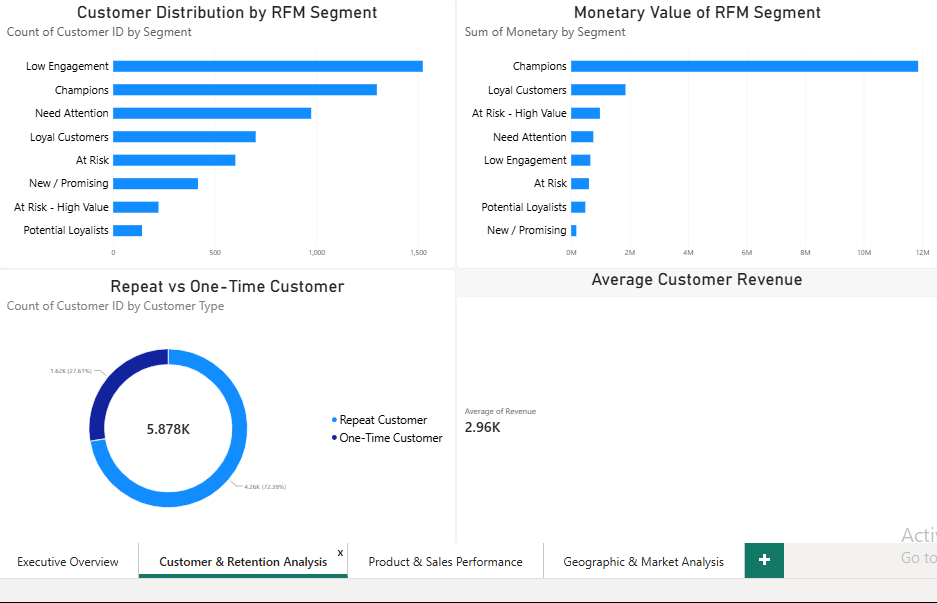 Customer Distribution by RFM Segment
Count of Customer ID by Segment
Low Engagement
Champions
Need Attention
Loyal Customers
At Risk
New / Promising
At Risk - High Value
Potential Loyalists
0
500
1,000
1,500
Monetary Value of RFM Segment
Sum of Monetary by Segment
Champions
Loyal Customers
At Risk - High Value
Need Attention
Low Engagement
At Risk
Potential Loyalists
New / Promising
0M
2M
4M
6M
8M
10M
12M
Repeat vs One-Time Customer
Count of Customer ID by Customer Type
1.62K (27.61%)
5.878K
4.26K (72.39%)
Repeat Customer
One-Time Customer
Average Customer Revenue
Average of Revenue
2.96K
Activ
Go to
Executive Overview
Customer & Retention Analysis
x
Product & Sales Performance
Geographic & Market Analysis
+